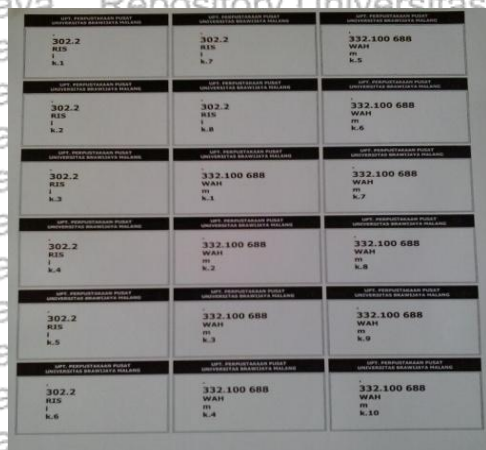 Repositori Universitas
UPT. PERPUSTAKAAN PUSAT
UNIVERSITAS BRAWIJAYA MALANG
302.2
RIS
i
k.1
UPT. PERPUSTAKAAN PUSAT
UNIVERSITAS BRAWIJAYA MALANG
302.2
RIS
i
k.7
UPT. PERPUSTAKAAN PUSAT
UNIVERSITAS BRAWIJAYA MALANG
332.100 688
WAH
m
k.5
UPT. PERPUSTAKAAN PUSAT
UNIVERSITAS BRAWIJAYA MALANG
302.2
RIS
i
k.2
UPT. PERPUSTAKAAN PUSAT
UNIVERSITAS BRAWIJAYA MALANG
302.2
RIS
i
k.8
UPT. PERPUSTAKAAN PUSAT
UNIVERSITAS BRAWIJAYA MALANG
332.100 688
WAH
m
k.6
UPT. PERPUSTAKAAN PUSAT
UNIVERSITAS BRAWIJAYA MALANG
302.2
RIS
i
k.3
UPT. PERPUSTAKAAN PUSAT
UNIVERSITAS BRAWIJAYA MALANG
332.100 688
WAH
m
k.1
UPT. PERPUSTAKAAN PUSAT
UNIVERSITAS BRAWIJAYA MALANG
332.100 688
WAH
m
k.7
UPT. PERPUSTAKAAN PUSAT
UNIVERSITAS BRAWIJAYA MALANG
302.2
RIS
i
k.4
UPT. PERPUSTAKAAN PUSAT
UNIVERSITAS BRAWIJAYA MALANG
332.100 688
WAH
m
k.2
UPT. PERPUSTAKAAN PUSAT
UNIVERSITAS BRAWIJAYA MALANG
332.100 688
WAH
m
k.8
UPT. PERPUSTAKAAN PUSAT
UNIVERSITAS BRAWIJAYA MALANG
302.2
RIS
i
k.5
UPT. PERPUSTAKAAN PUSAT
UNIVERSITAS BRAWIJAYA MALANG
332.100 688
WAH
m
k.3
UPT. PERPUSTAKAAN PUSAT
UNIVERSITAS BRAWIJAYA MALANG
332.100 688
WAH
m
k.9
UPT. PERPUSTAKAAN PUSAT
UNIVERSITAS BRAWIJAYA MALANG
302.2
RIS
i
k.6
UPT. PERPUSTAKAAN PUSAT
UNIVERSITAS BRAWIJAYA MALANG
332.100 688
WAH
m
k.4
UPT. PERPUSTAKAAN PUSAT
UNIVERSITAS BRAWIJAYA MALANG
332.100 688
WAH
m
k.10